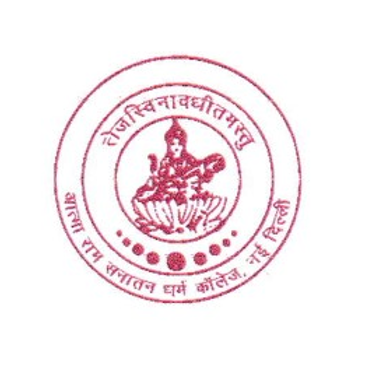 तेजस्विनावधीतमस्तु
आत्मा राम सनातन धर्म कॉलेज, नई दिल्ली